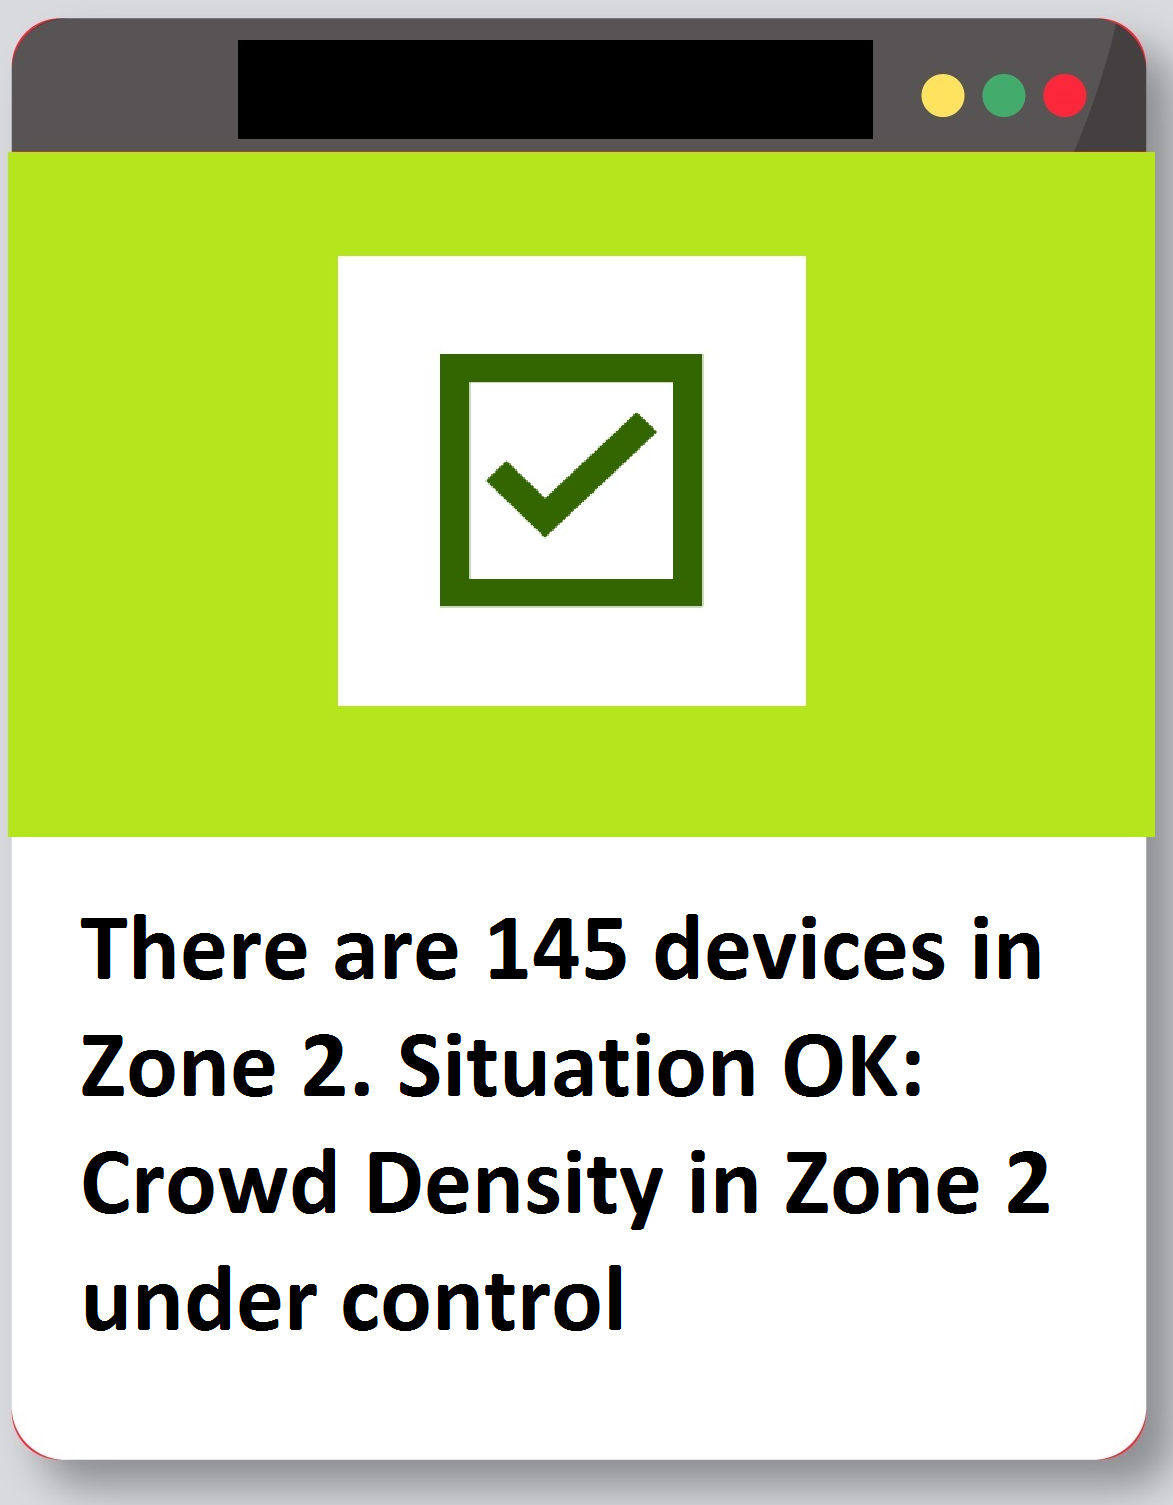 There are 145 devices in
Zone 2. Situation OK:
Crowd Density in Zone 2
under control